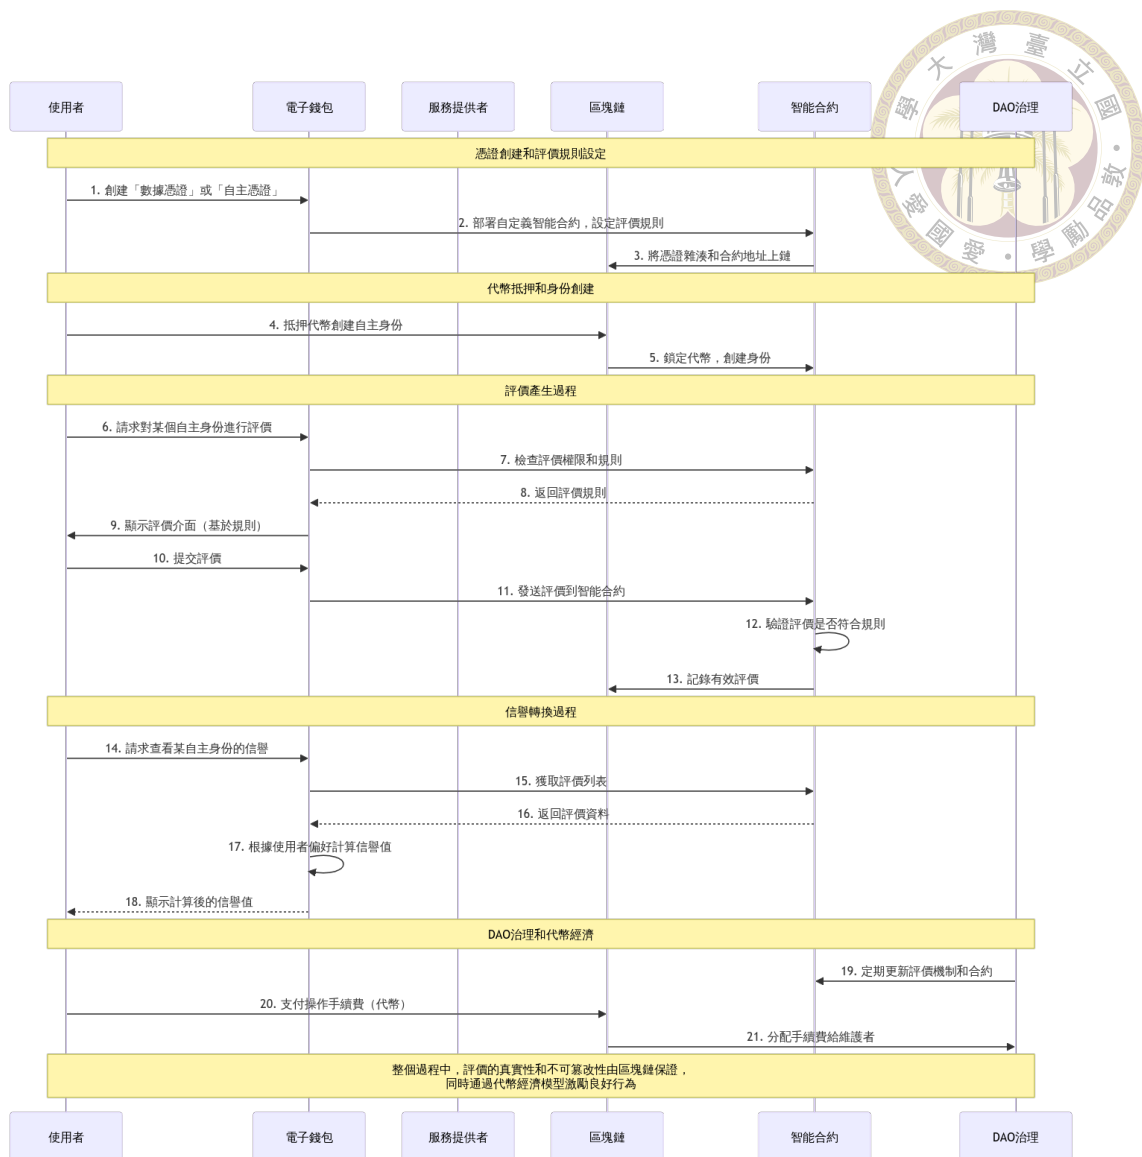 臺灣大學
國立
使用者
電子錢包
服務提供者
區塊鏈
智能合約
DAO治理
憑證創建和評價規則設定
1. 創建「數據憑證」或「自主憑證」
2. 部署自定義智能合約，設定評價規則
3. 將憑證雜湊和合約地址上鏈
敦品·勵學·愛國·愛人
代幣抵押和身份創建
4. 抵押代幣創建自主身份
5. 鎖定代幣，創建身份
評價產生過程
6. 請求對某個自主身份進行評價
7. 檢查評價權限和規則
8. 返回評價規則
9. 顯示評價介面（基於規則）
10. 提交評價
11. 發送評價到智能合約
12. 驗證評價是否符合規則
13. 記錄有效評價
信譽轉換過程
14. 請求查看某自主身份的信譽
15. 獲取評價列表
16. 返回評價資料
17. 根據使用者偏好計算信譽值
18. 顯示計算後的信譽值
DAO治理和代幣經濟
19. 定期更新評價機制和合約
20. 支付操作手續費（代幣）
21. 分配手續費給維護者
整個過程中，評價的真實性和不可篡改性由區塊鏈保證，
同時通過代幣經濟模型激勵良好行為
使用者
電子錢包
服務提供者
區塊鏈
智能合約
DAO治理